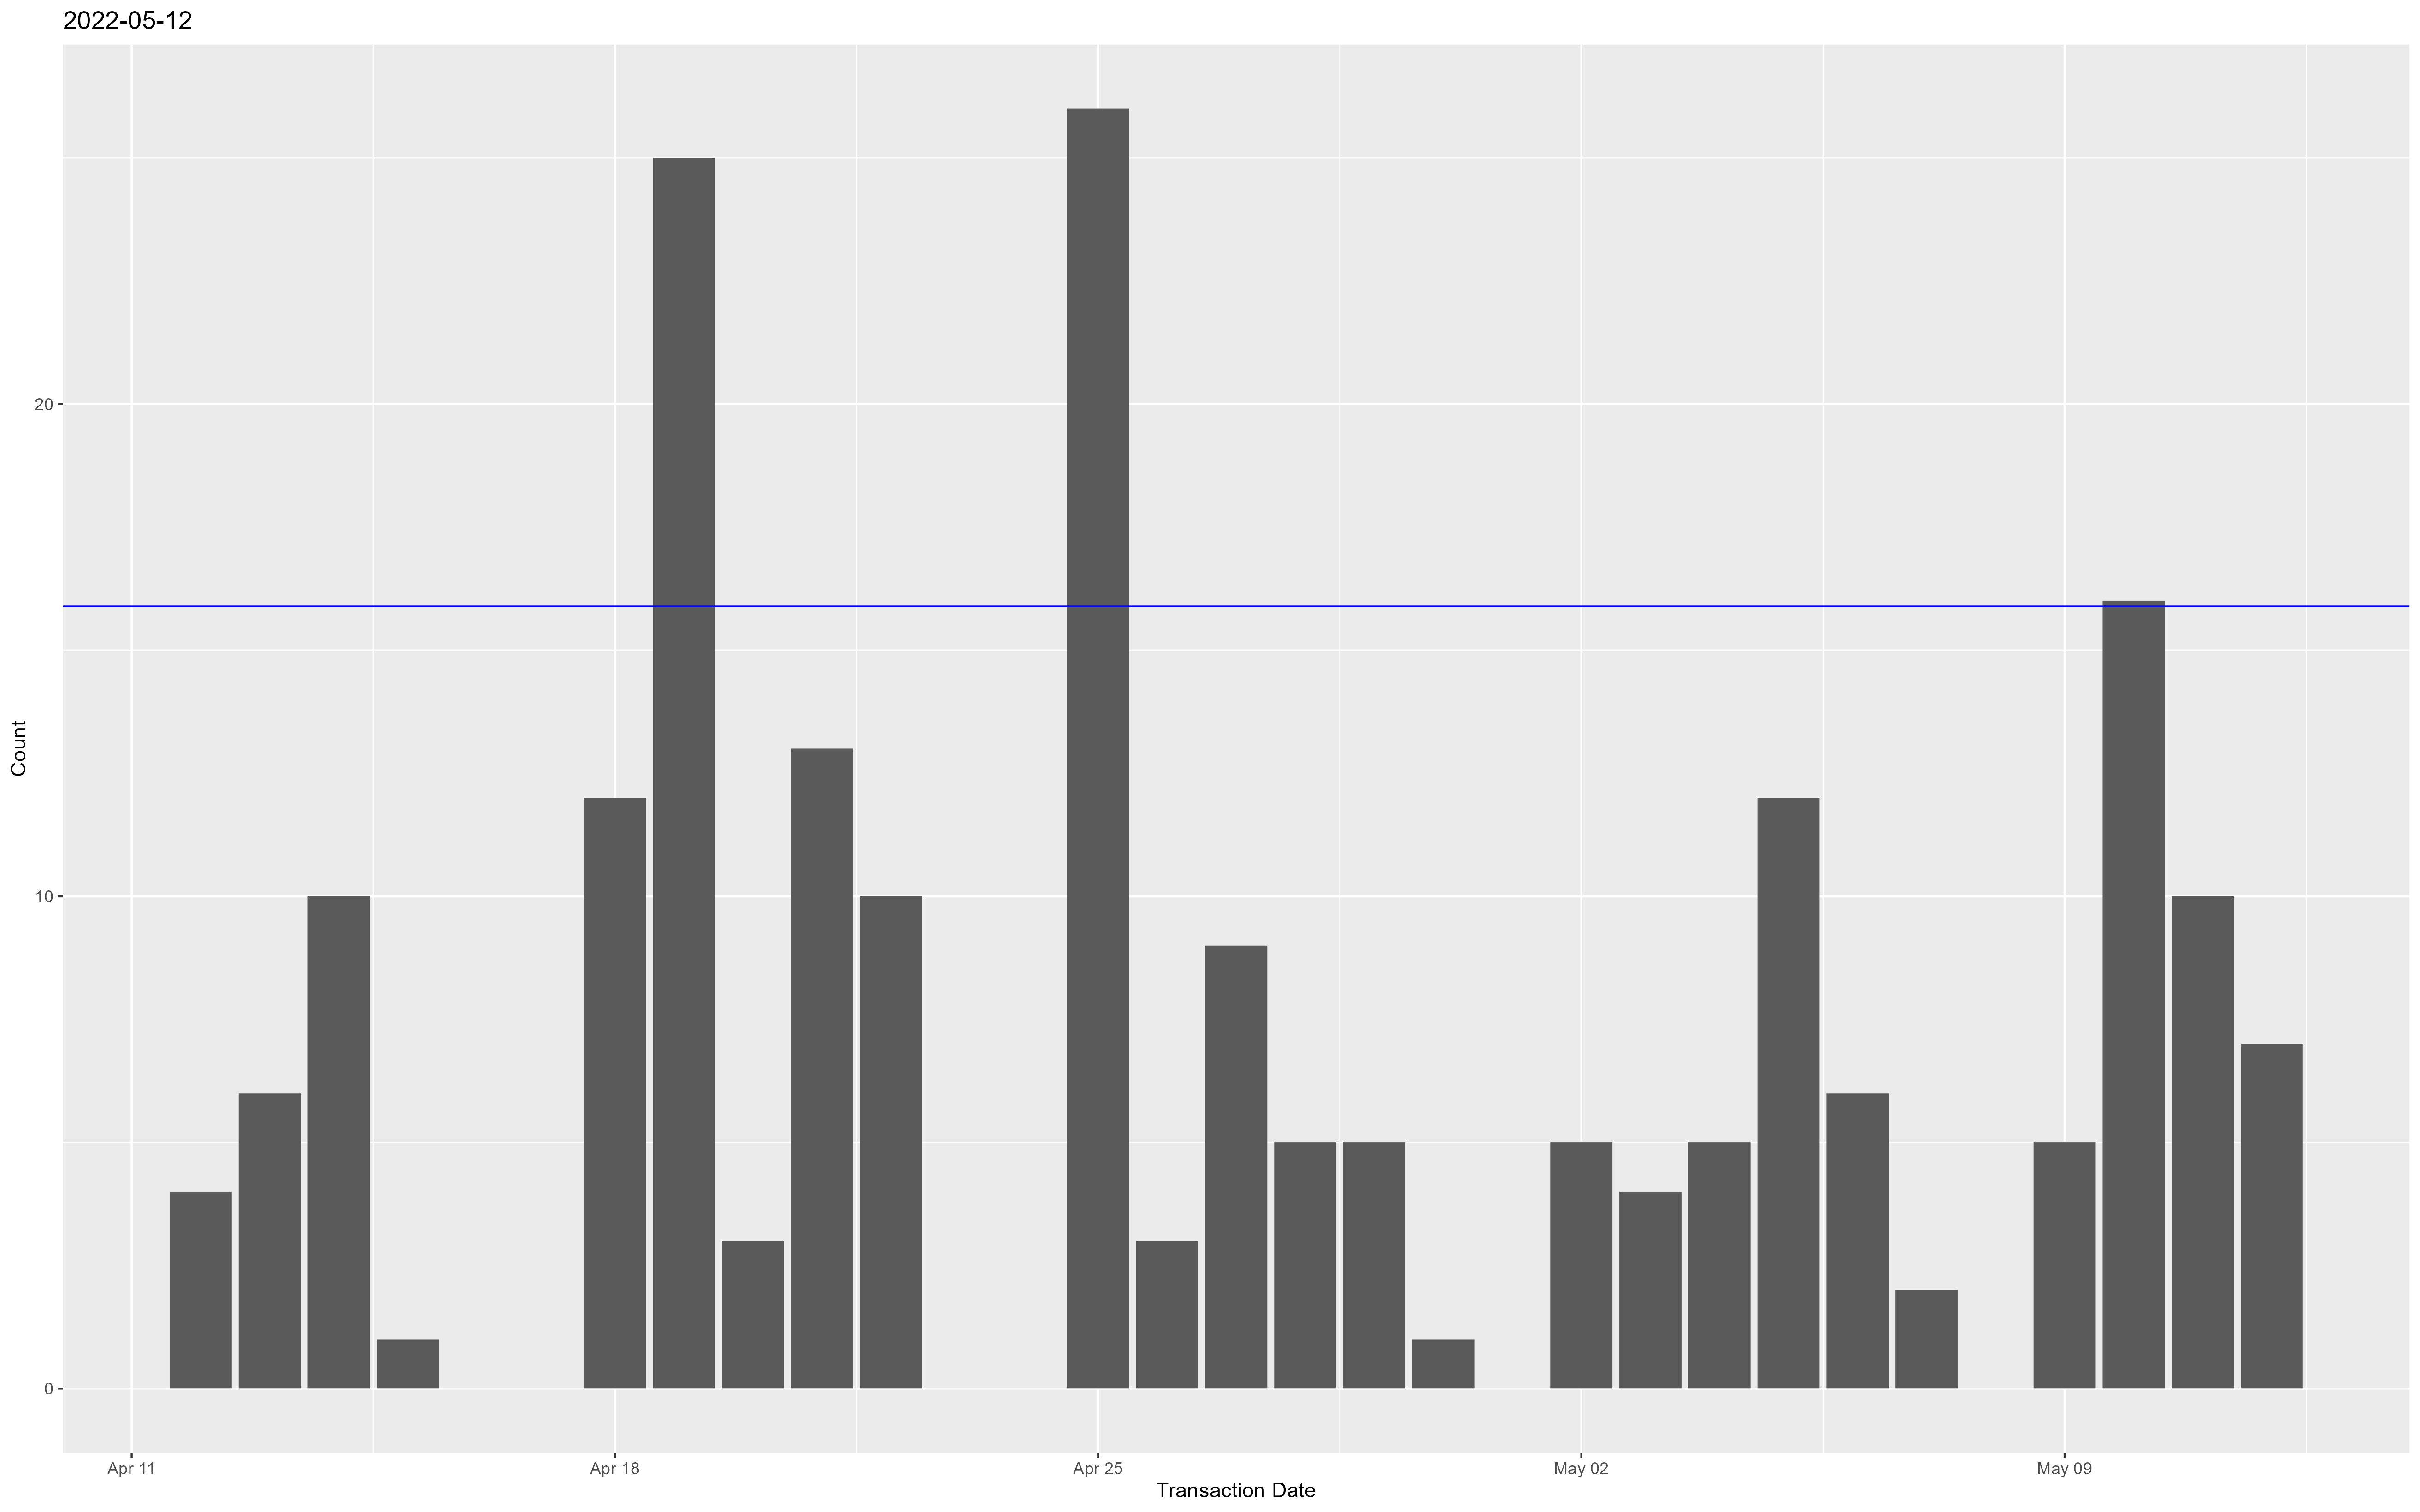 2022-05-12
Count
20
10
0
Apr 11
Apr 18
Apr 25
May 02
May 09
Transaction Date